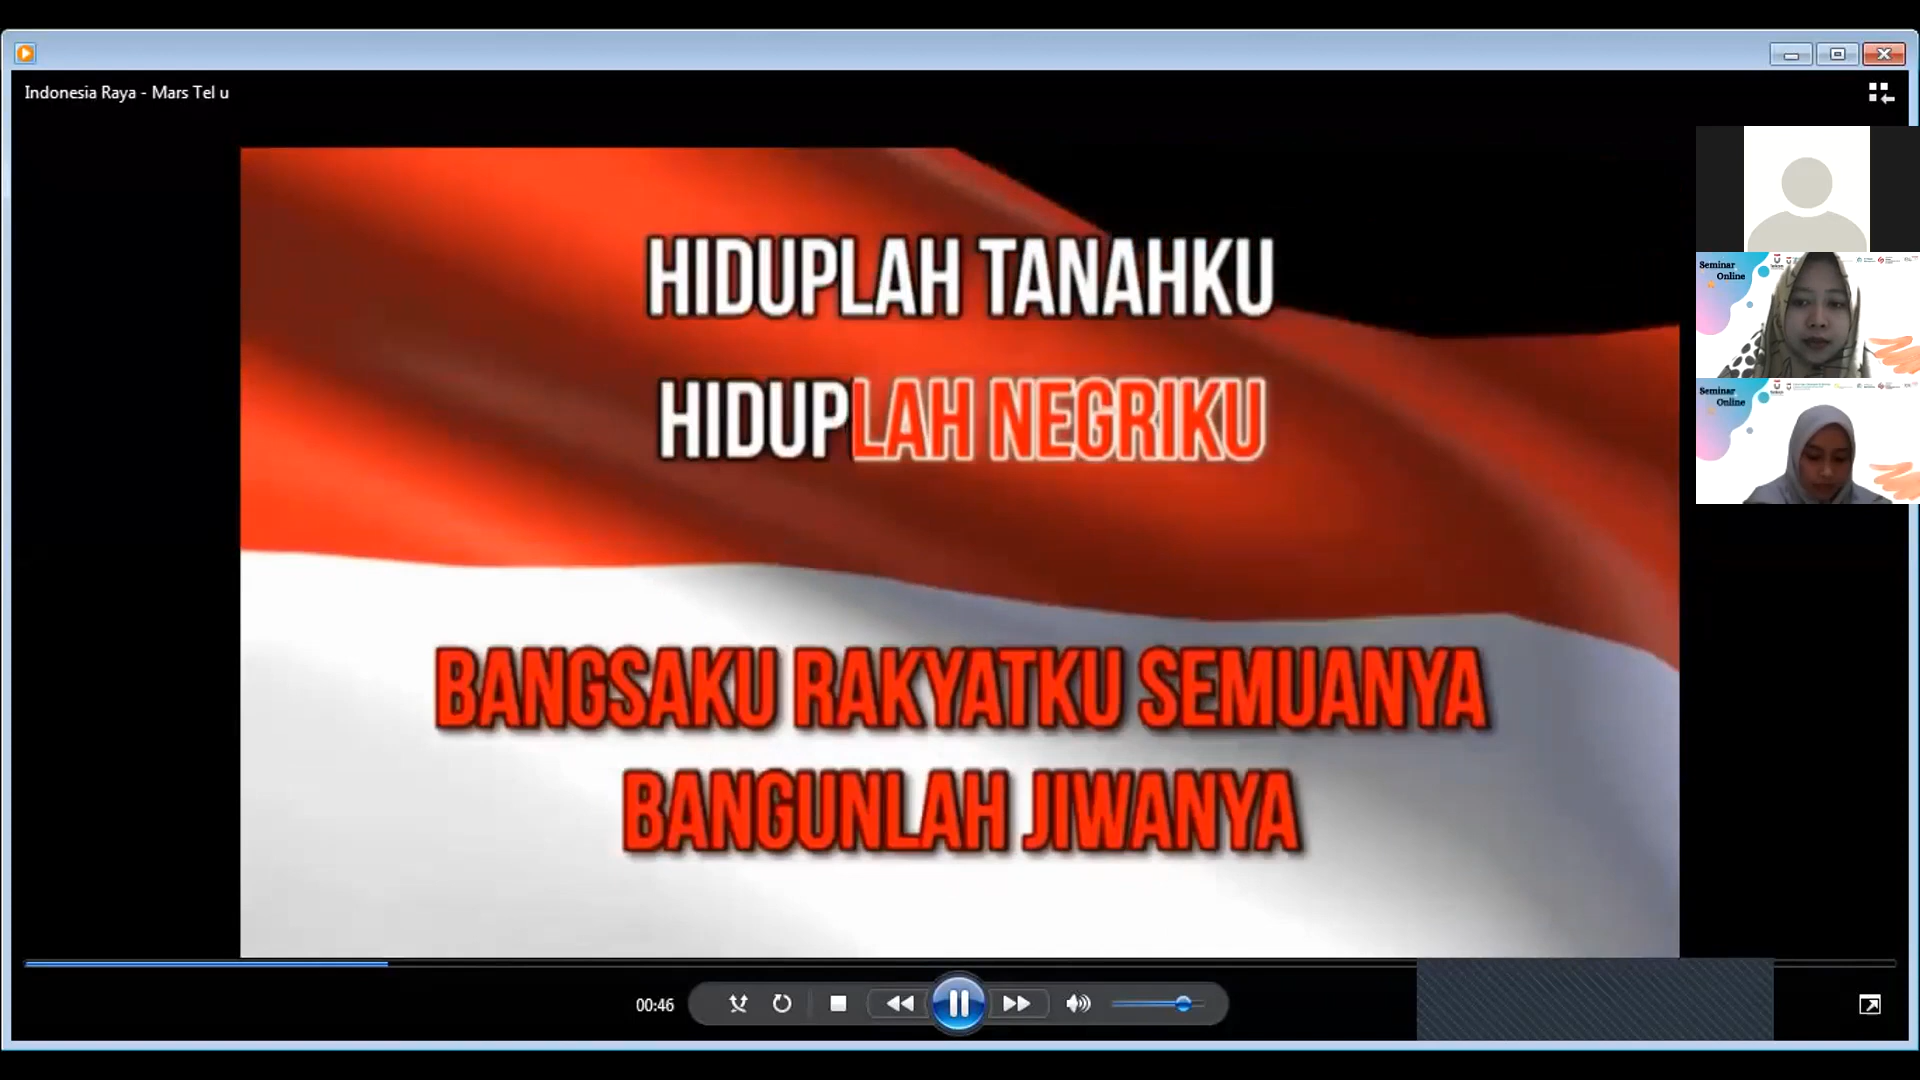 Indonesia Raya - Mars Tel u
HIDUPLAH TANAHKU
HIDUPLAH NEGRIKU
BANGSAKU RAKYATKU SEMUANYA
BANGUNLAH JIWANYA
Seminar
Online
Seminar
Online
00:46